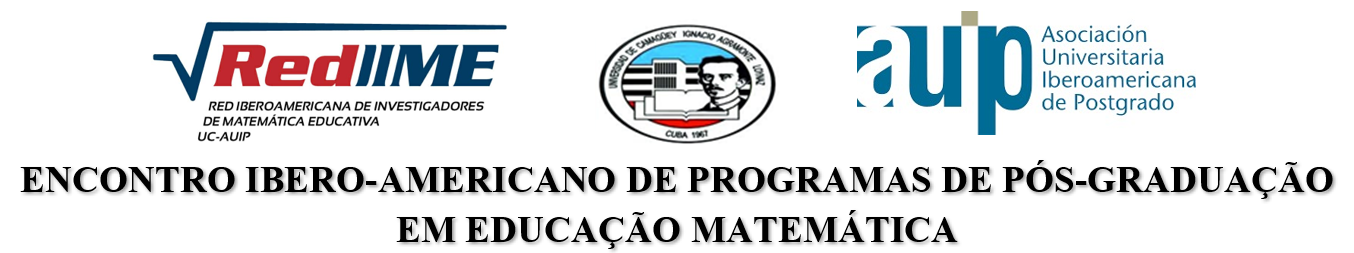 RedIIME
RED IBEROAMERICANA DE INVESTIGADORES
DE MATEMÁTICA EDUCATIVA
UC-AUIP
UNIVERSIDAD DE CAMAGÜEY IGNACIO AGRAMONTE LOYNAZ
CUBA 1967
auip
Asociación
Universitaria
Iberoamericana
de Postgrado
ENCONTRO IBERO-AMERICANO DE PROGRAMAS DE PÓS-GRADUAÇÃO
EM EDUCAÇÃO MATEMÁTICA